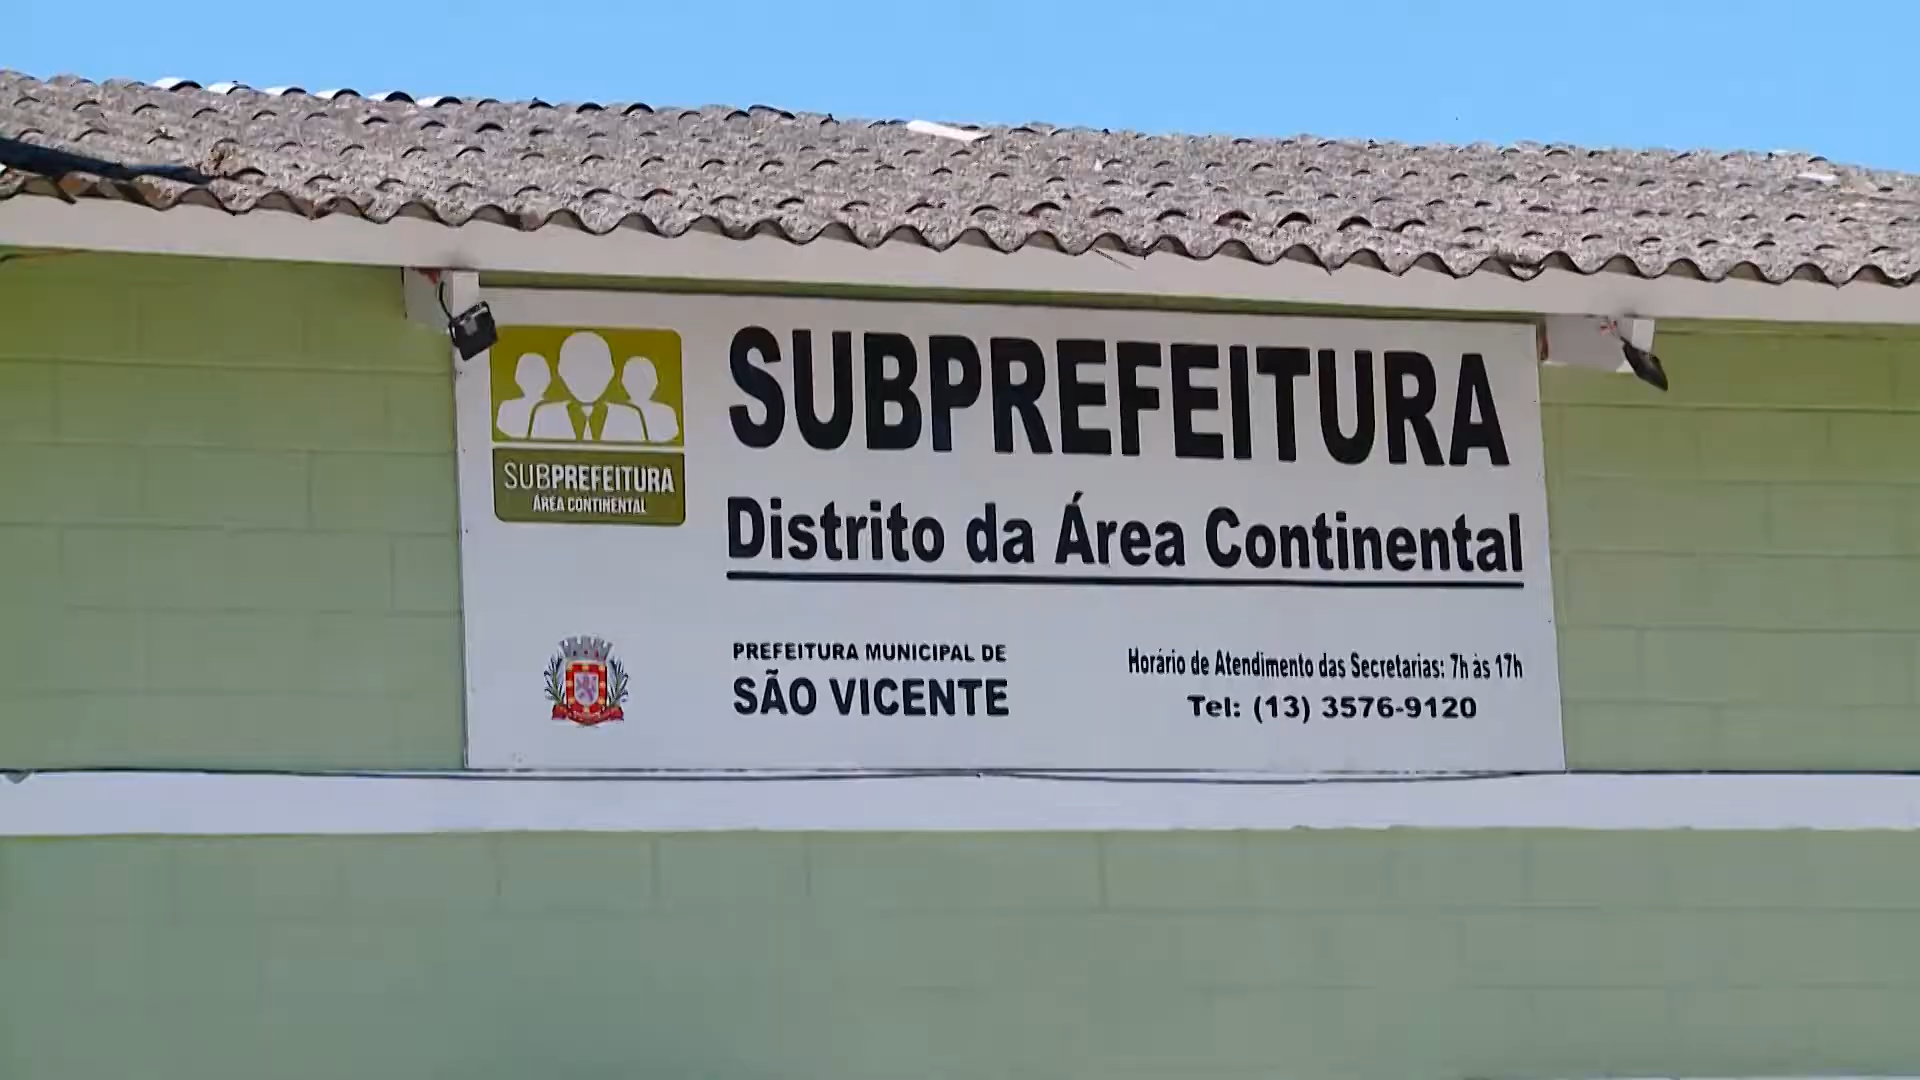 SUBPREFEITURA
Distrito da Área Continental
SUBPREFEITURA
ÁREA CONTINENTAL
PREFEITURA MUNICIPAL DE
SÃO VICENTE
Horário de Atendimento das Secretarias: 7h às 17h
Tel: (13) 3576-9120